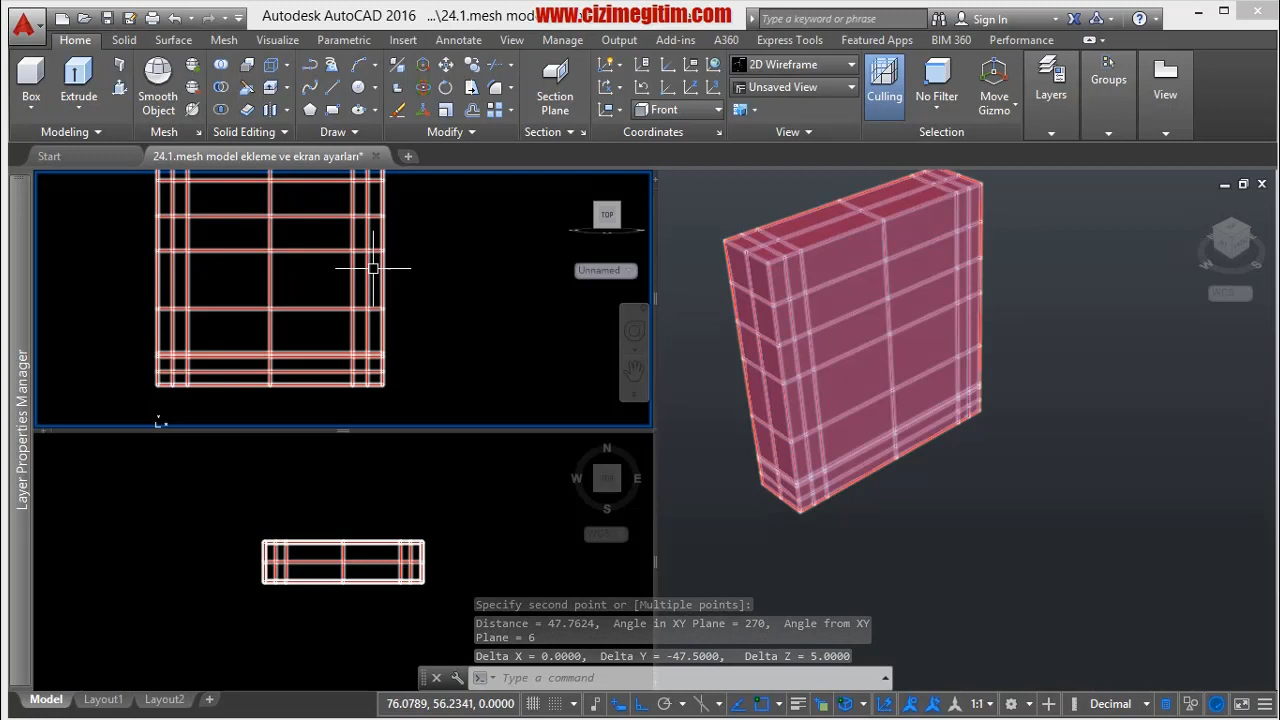 Autodesk AutoCAD 2016 ...\24.1.mesh mod
www.cizimegitim.com
Type a keyword or phrase
Sign In
Home Solid Surface Mesh Visualize Parametric Insert Annotate View Manage Output Add-ins A360 Express Tools Featured Apps BIM 360 Performance
Box Extrude Smooth Object Section Plane
2D Wireframe
Unsaved View
Front
Culling No Filter Move Gizmo Layers Groups View
Modeling Mesh Solid Editing Draw Modify Section Coordinates View Selection
Start 24.1.mesh model ekleme ve ekran ayarları*
Layer Properties Manager
TOP
Unnamed
WCS
N
W E
S
WCS
Specify second point or [Multiple points]:
Distance = 47.7624, Angle in XY Plane = 270, Angle from XY
Plane = 6
Delta X = 0.0000, Delta Y = -47.5000, Delta Z = 5.0000
Type a command
Model Layout1 Layout2
76.0789, 56.2341, 0.0000
1:1
Decimal